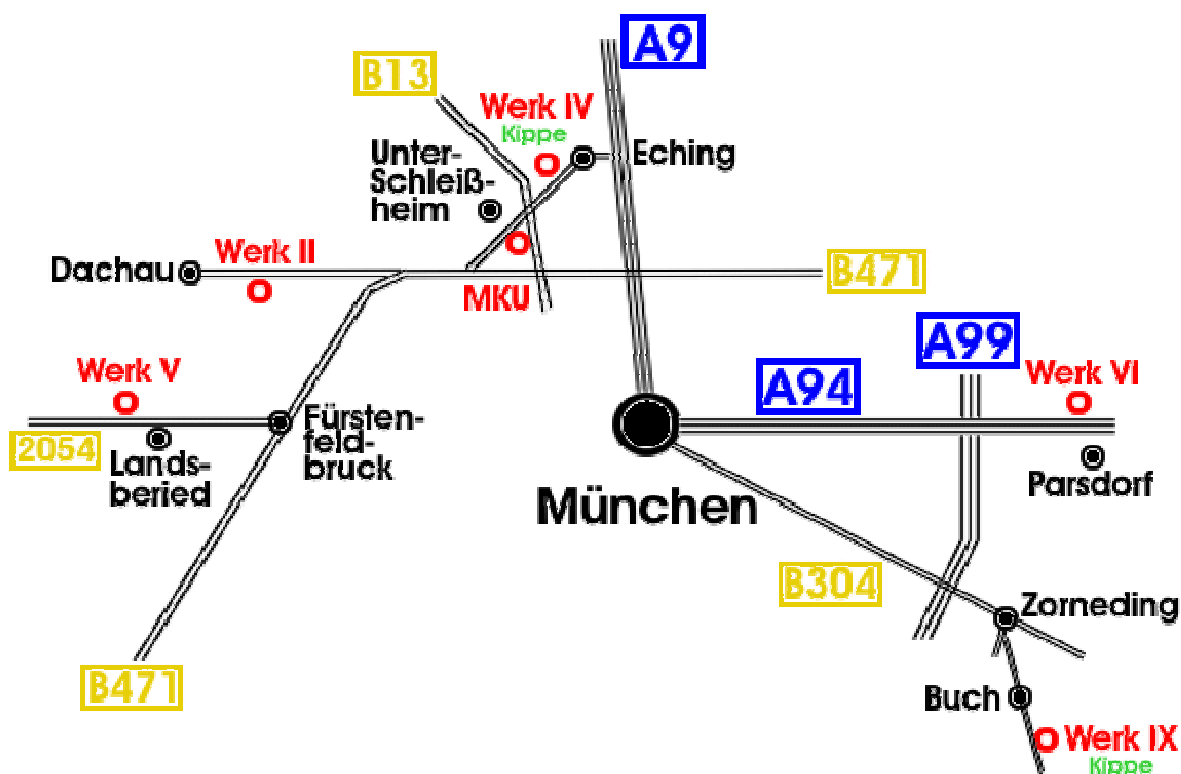 A9
B13
Werk IV
Kippe
Unter-
Schleiß-
heim
Eching
Werk II
Dachau
B471
MKU
A99
Werk V
A94
Werk VI
2054
Fürsten-
feld-
bruck
Lands-
beried
Parsdorf
München
B304
Zorneding
B471
Buch
Werk IX
Kippe